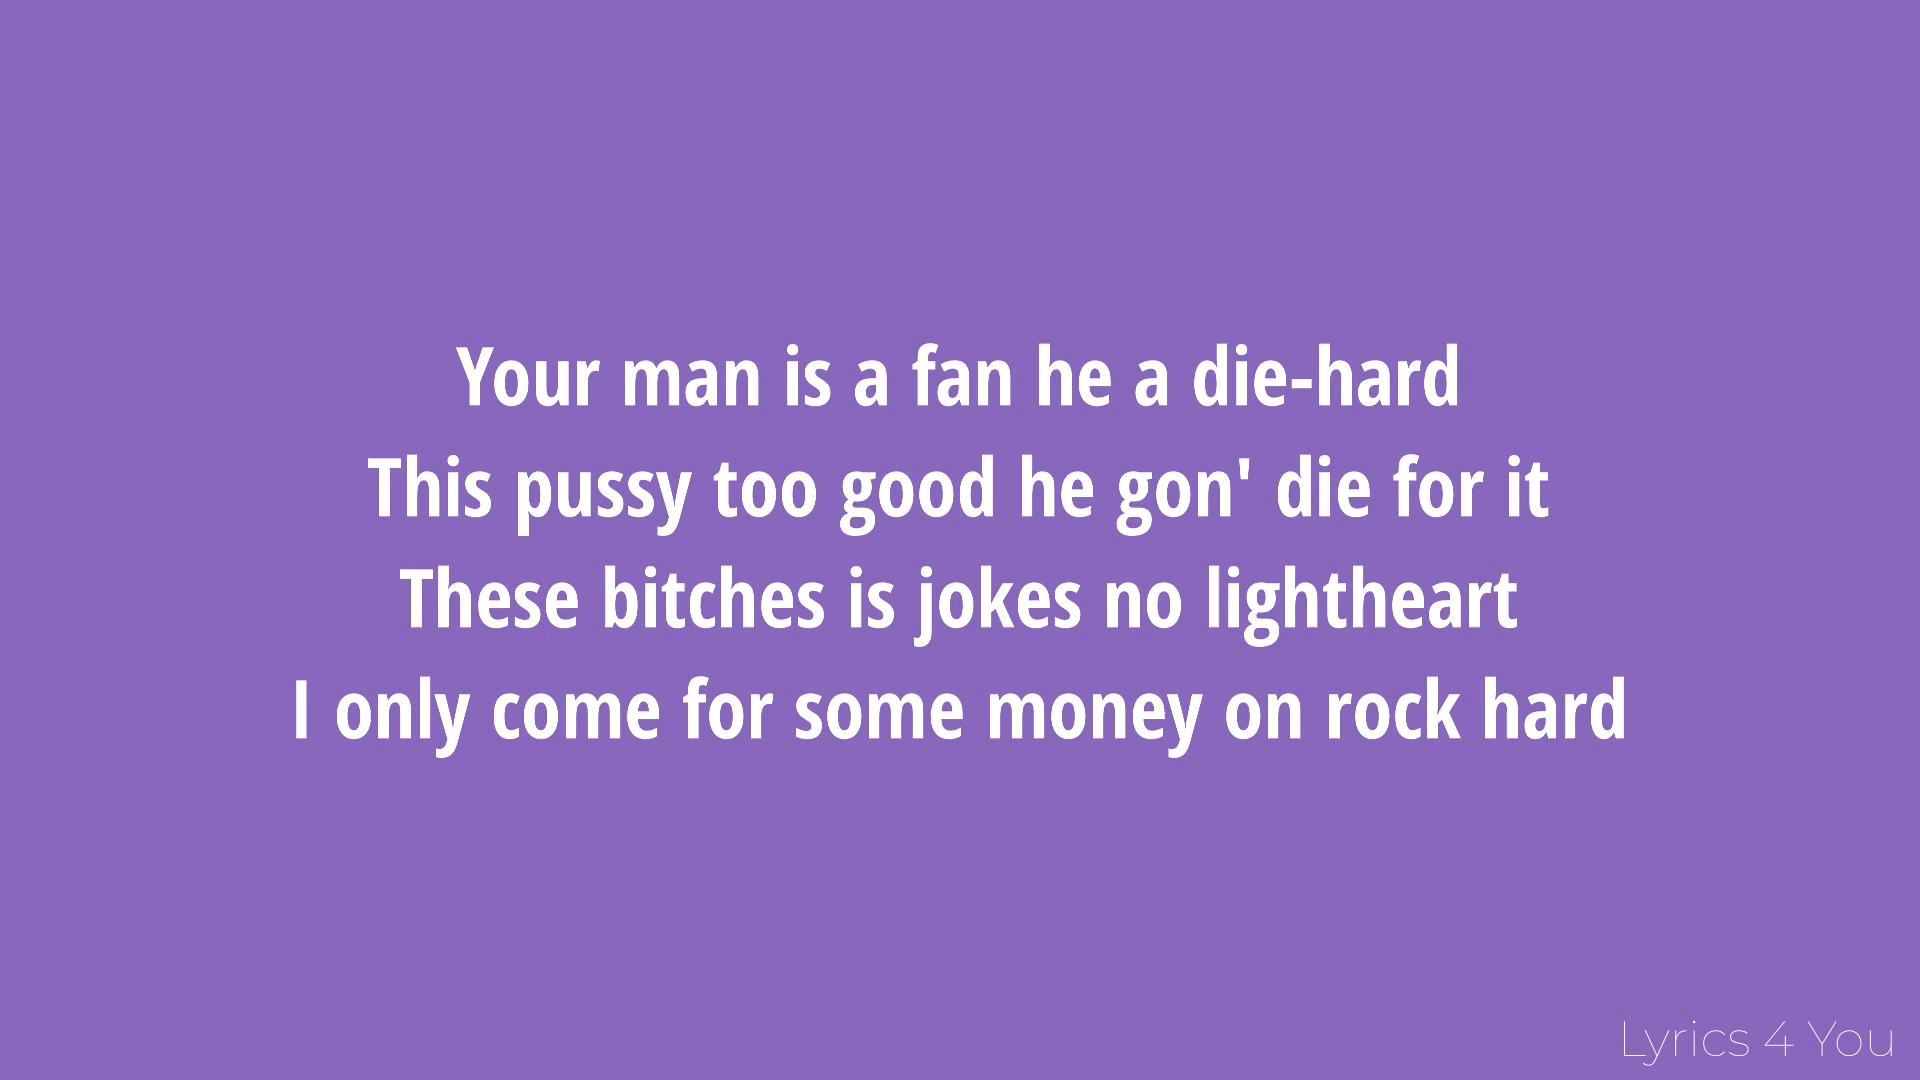 Your man is a fan he a die-hard
This pussy too good he gon' die for it
These bitches is jokes no lightheart
I only come for some money on rock hard
Lyrics 4 You